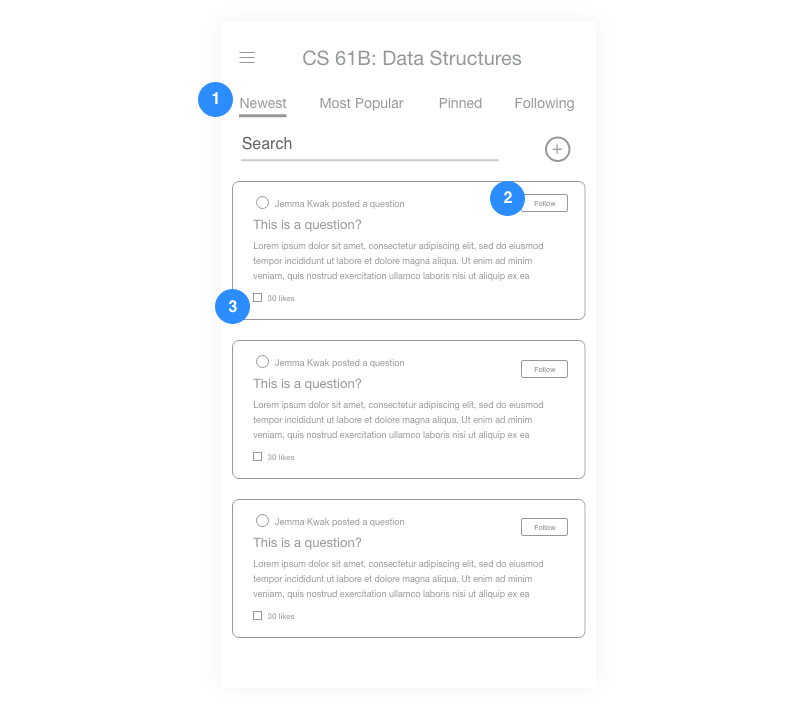 CS 61B: Data Structures
1
Newest Most Popular Pinned Following
Search
+
Jemma Kwak posted a question
2
Follow
This is a question?
Lorem ipsum dolor sit amet, consectetur adipiscing elit, sed do eiusmod
tempor incididunt ut labore et dolore magna aliqua. Ut enim ad minim
veniam, quis nostrud exercitation ullamco laboris nisi ut aliquip ex ea
3
30 likes
Jemma Kwak posted a question
Follow
This is a question?
Lorem ipsum dolor sit amet, consectetur adipiscing elit, sed do eiusmod
tempor incididunt ut labore et dolore magna aliqua. Ut enim ad minim
veniam, quis nostrud exercitation ullamco laboris nisi ut aliquip ex ea
30 likes
Jemma Kwak posted a question
Follow
This is a question?
Lorem ipsum dolor sit amet, consectetur adipiscing elit, sed do eiusmod
tempor incididunt ut labore et dolore magna aliqua. Ut enim ad minim
veniam, quis nostrud exercitation ullamco laboris nisi ut aliquip ex ea
30 likes